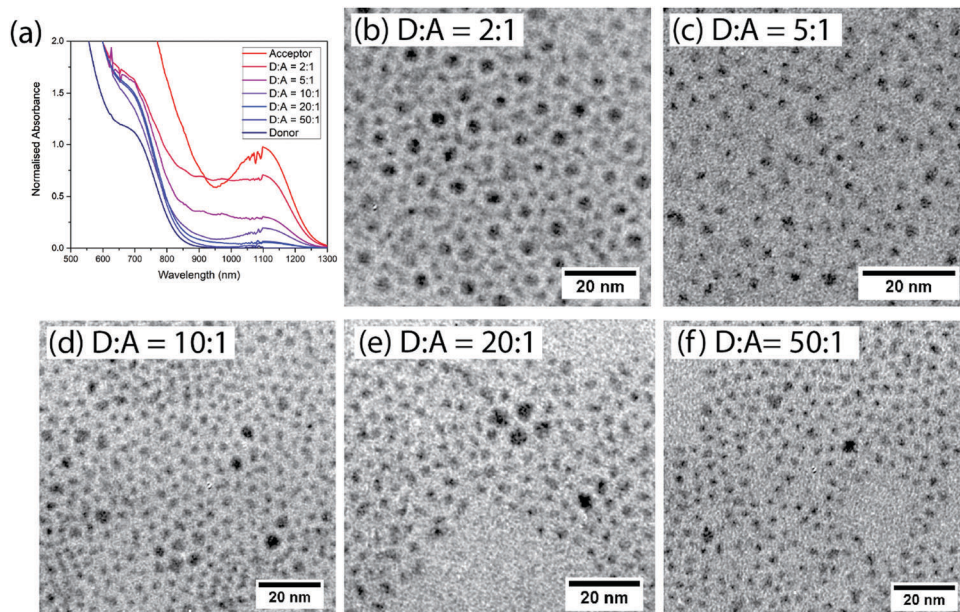 (a)
2.0
1.5
1.0
0.5
0.0
Normalised Absorbance
500 600 700 800 900 1000 1100 1200 1300
Wavelength (nm)
Acceptor
D:A = 2:1
D:A = 5:1
D:A = 10:1
D:A = 20:1
D:A = 50:1
Donor
(b) D:A = 2:1
20 nm
(c) D:A = 5:1
20 nm
(d) D:A = 10:1
20 nm
(e) D:A = 20:1
20 nm
(f) D:A= 50:1
20 nm